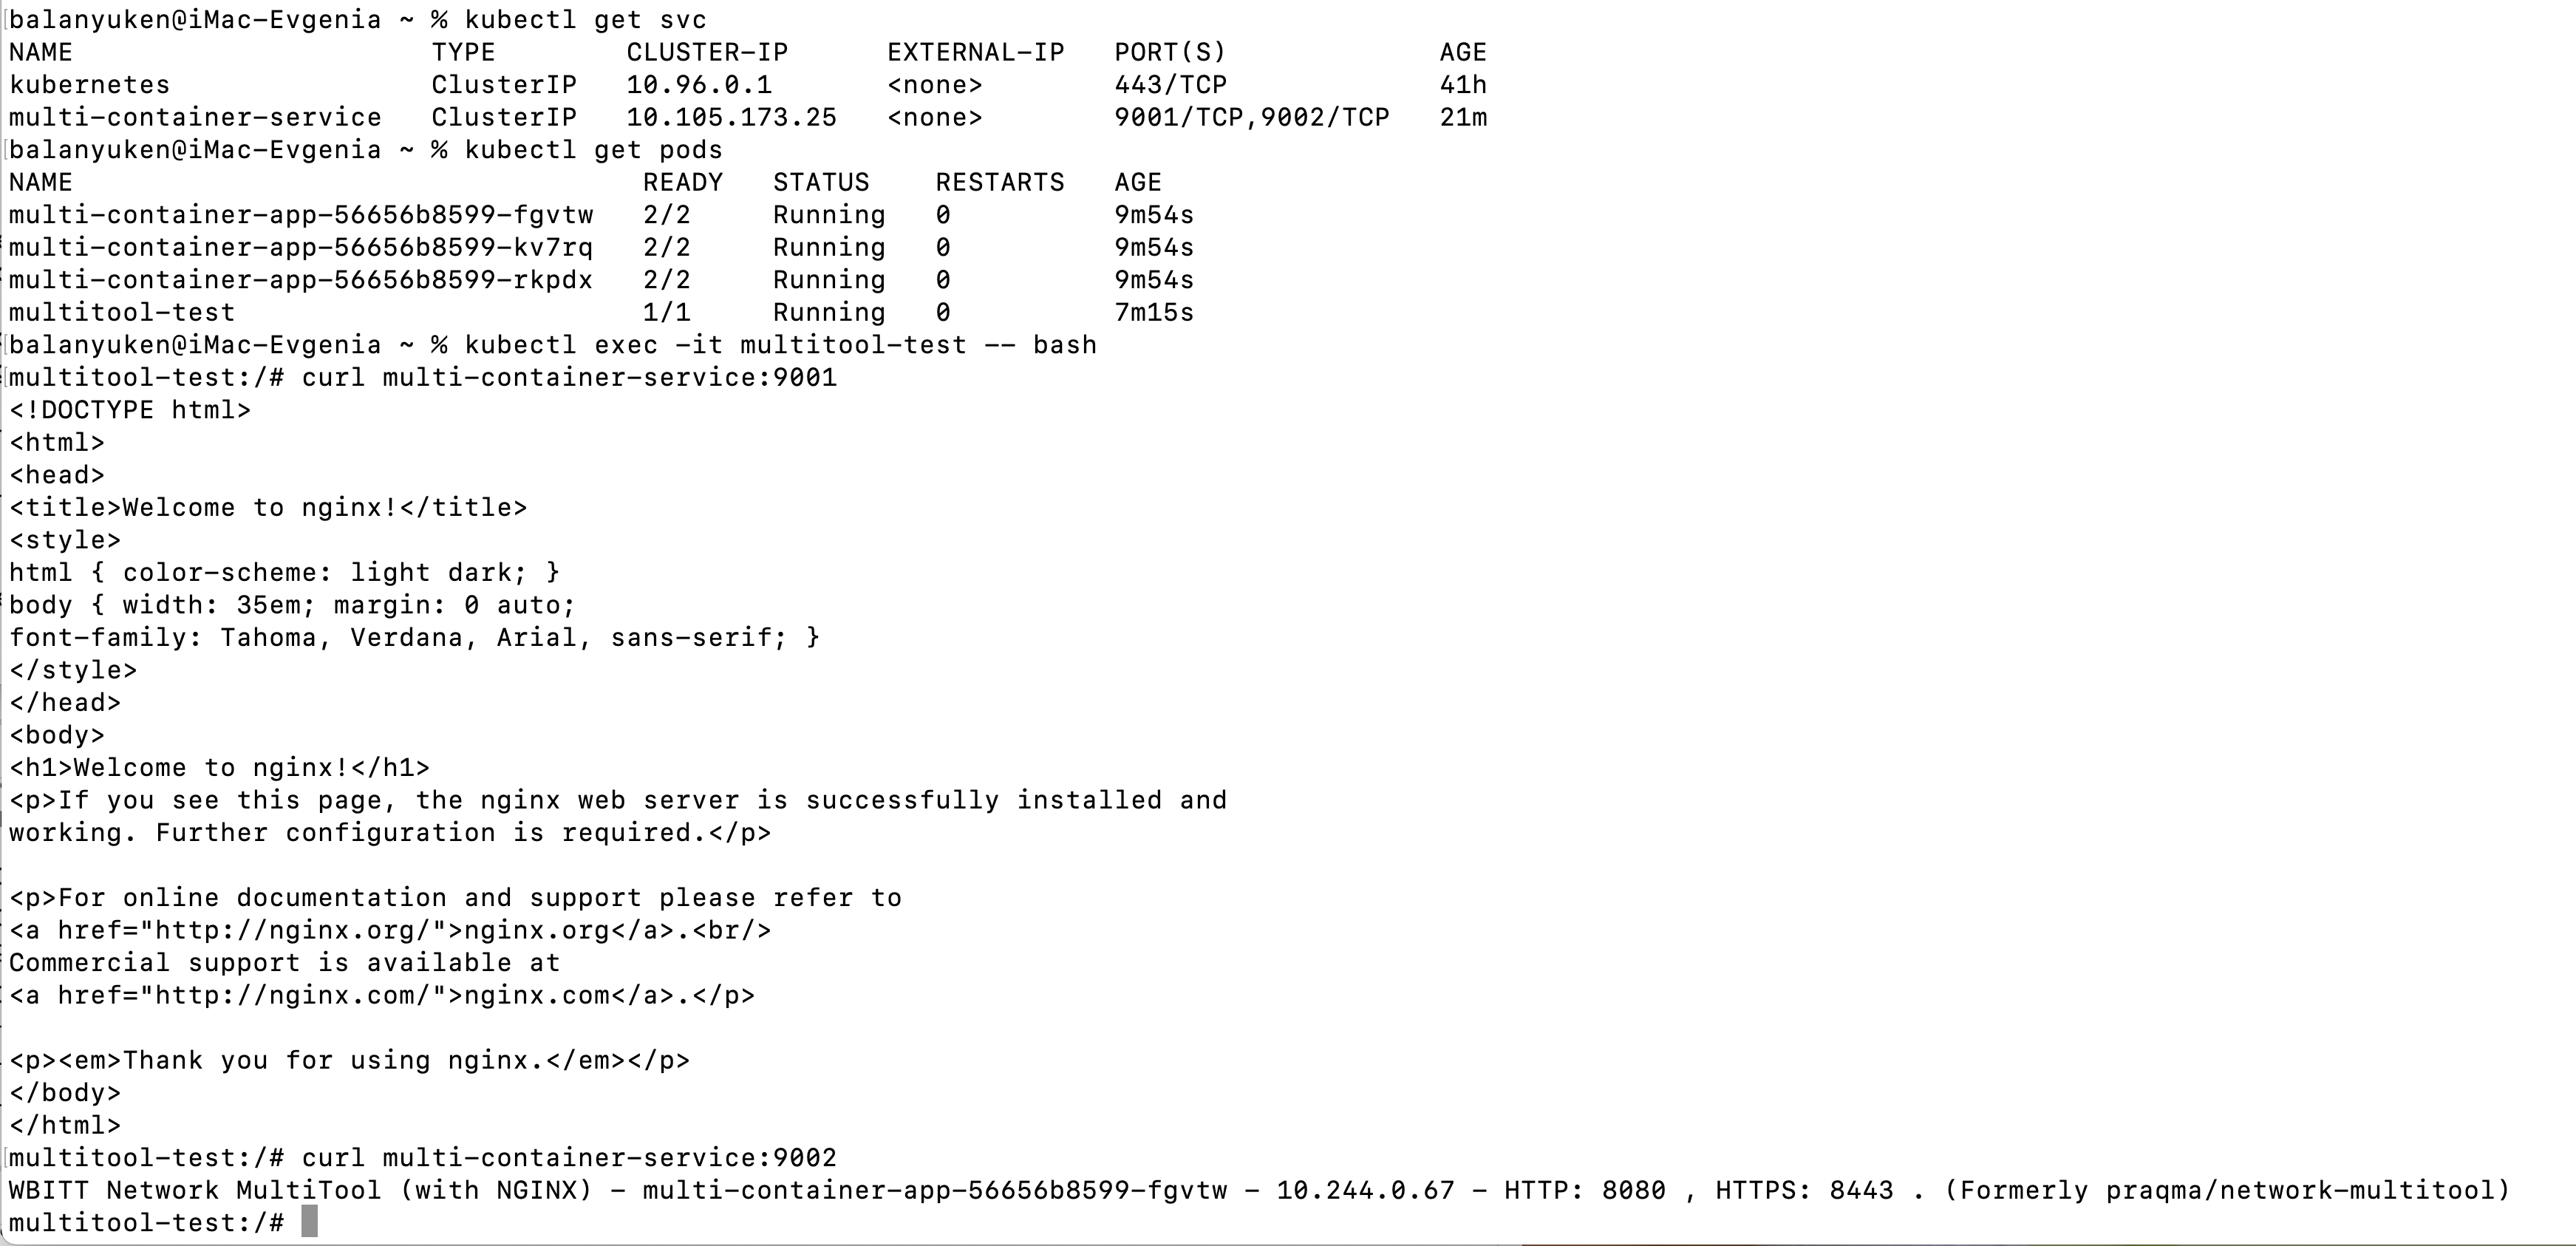 balanyuken@iMac-Evgenia ~ % kubectl get svc
NAME                      TYPE        CLUSTER-IP      EXTERNAL-IP   PORT(S)             AGE
kubernetes                ClusterIP   10.96.0.1       <none>        443/TCP             41h
multi-container-service   ClusterIP   10.105.173.25   <none>        9001/TCP,9002/TCP   21m
balanyuken@iMac-Evgenia ~ % kubectl get pods
NAME                                   READY   STATUS    RESTARTS   AGE
multi-container-app-56656b8599-fgvtw   2/2     Running   0          9m54s
multi-container-app-56656b8599-kv7rq   2/2     Running   0          9m54s
multi-container-app-56656b8599-rkpdx   2/2     Running   0          9m54s
multitool-test                         1/1     Running   0          7m15s
balanyuken@iMac-Evgenia ~ % kubectl exec -it multitool-test -- bash
multitool-test:/# curl multi-container-service:9001
<!DOCTYPE html>
<html>
<head>
<title>Welcome to nginx!</title>
<style>
html { color-scheme: light dark; }
body { width: 35em; margin: 0 auto;
font-family: Tahoma, Verdana, Arial, sans-serif; }
</style>
</head>
<body>
<h1>Welcome to nginx!</h1>
<p>If you see this page, the nginx web server is successfully installed and
working. Further configuration is required.</p>

<p>For online documentation and support please refer to
<a href="http://nginx.org/">nginx.org</a>.<br/>
Commercial support is available at
<a href="http://nginx.com/">nginx.com</a>.</p>

<p><em>Thank you for using nginx.</em></p>
</body>
</html>
multitool-test:/# curl multi-container-service:9002
WBITT Network MultiTool (with NGINX) - multi-container-app-56656b8599-fgvtw - 10.244.0.67 - HTTP: 8080 , HTTPS: 8443 . (Formerly praqma/network-multitool)
multitool-test:/#